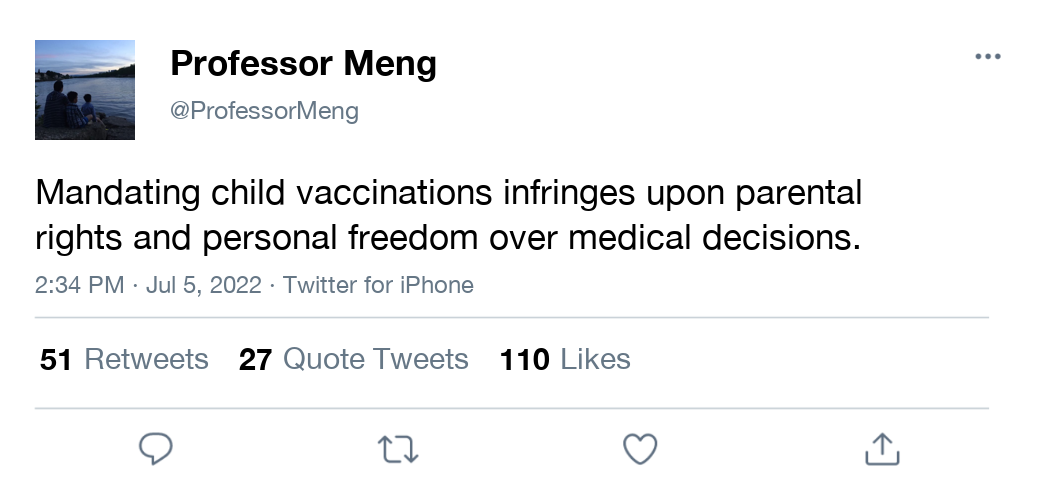 Professor Meng
@ProfessorMeng
Mandating child vaccinations infringes upon parental
rights and personal freedom over medical decisions.
2:34 PM · Jul 5, 2022 · Twitter for iPhone
51 Retweets 27 Quote Tweets 110 Likes